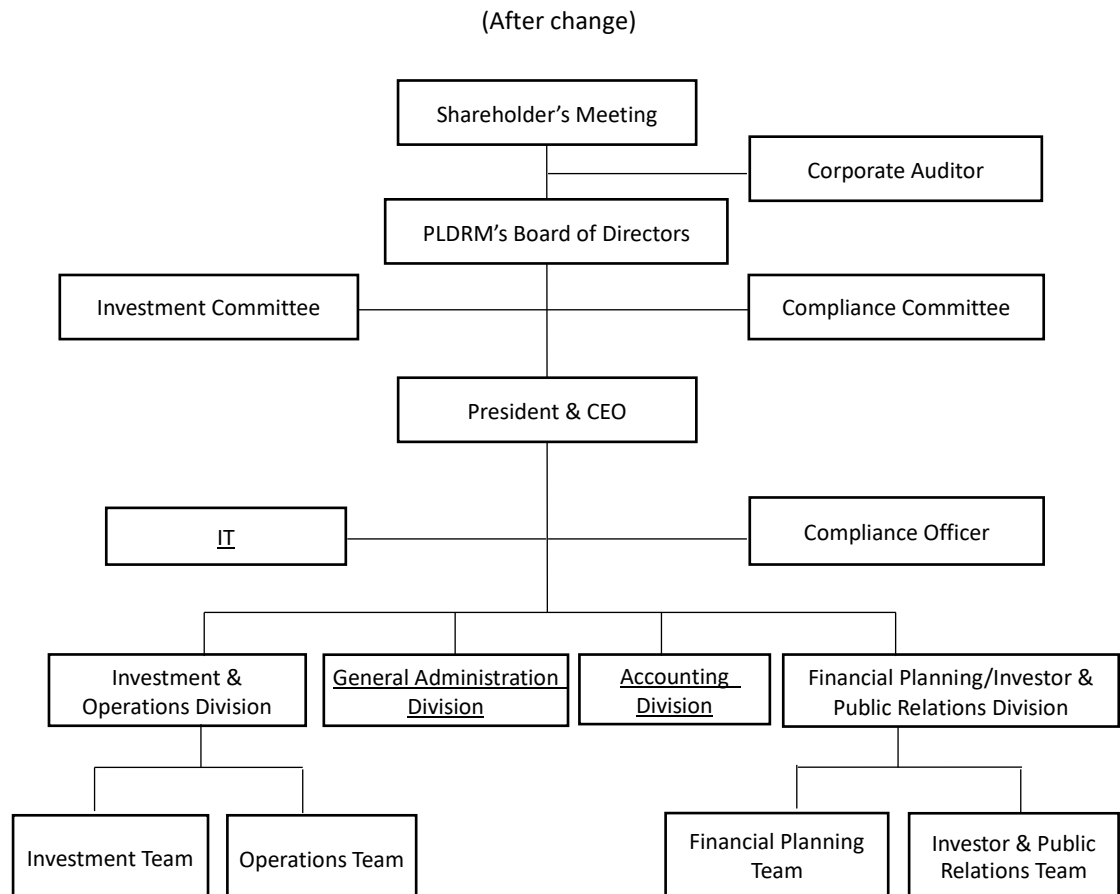 (After change)
Shareholder’s Meeting
Corporate Auditor
PLDRM’s Board of Directors
Investment Committee
Compliance Committee
President & CEO
IT
Compliance Officer
Investment &
Operations Division
General Administration
Division
Accounting
Division
Financial Planning/Investor &
Public Relations Division
Investment Team
Operations Team
Financial Planning
Team
Investor & Public
Relations Team